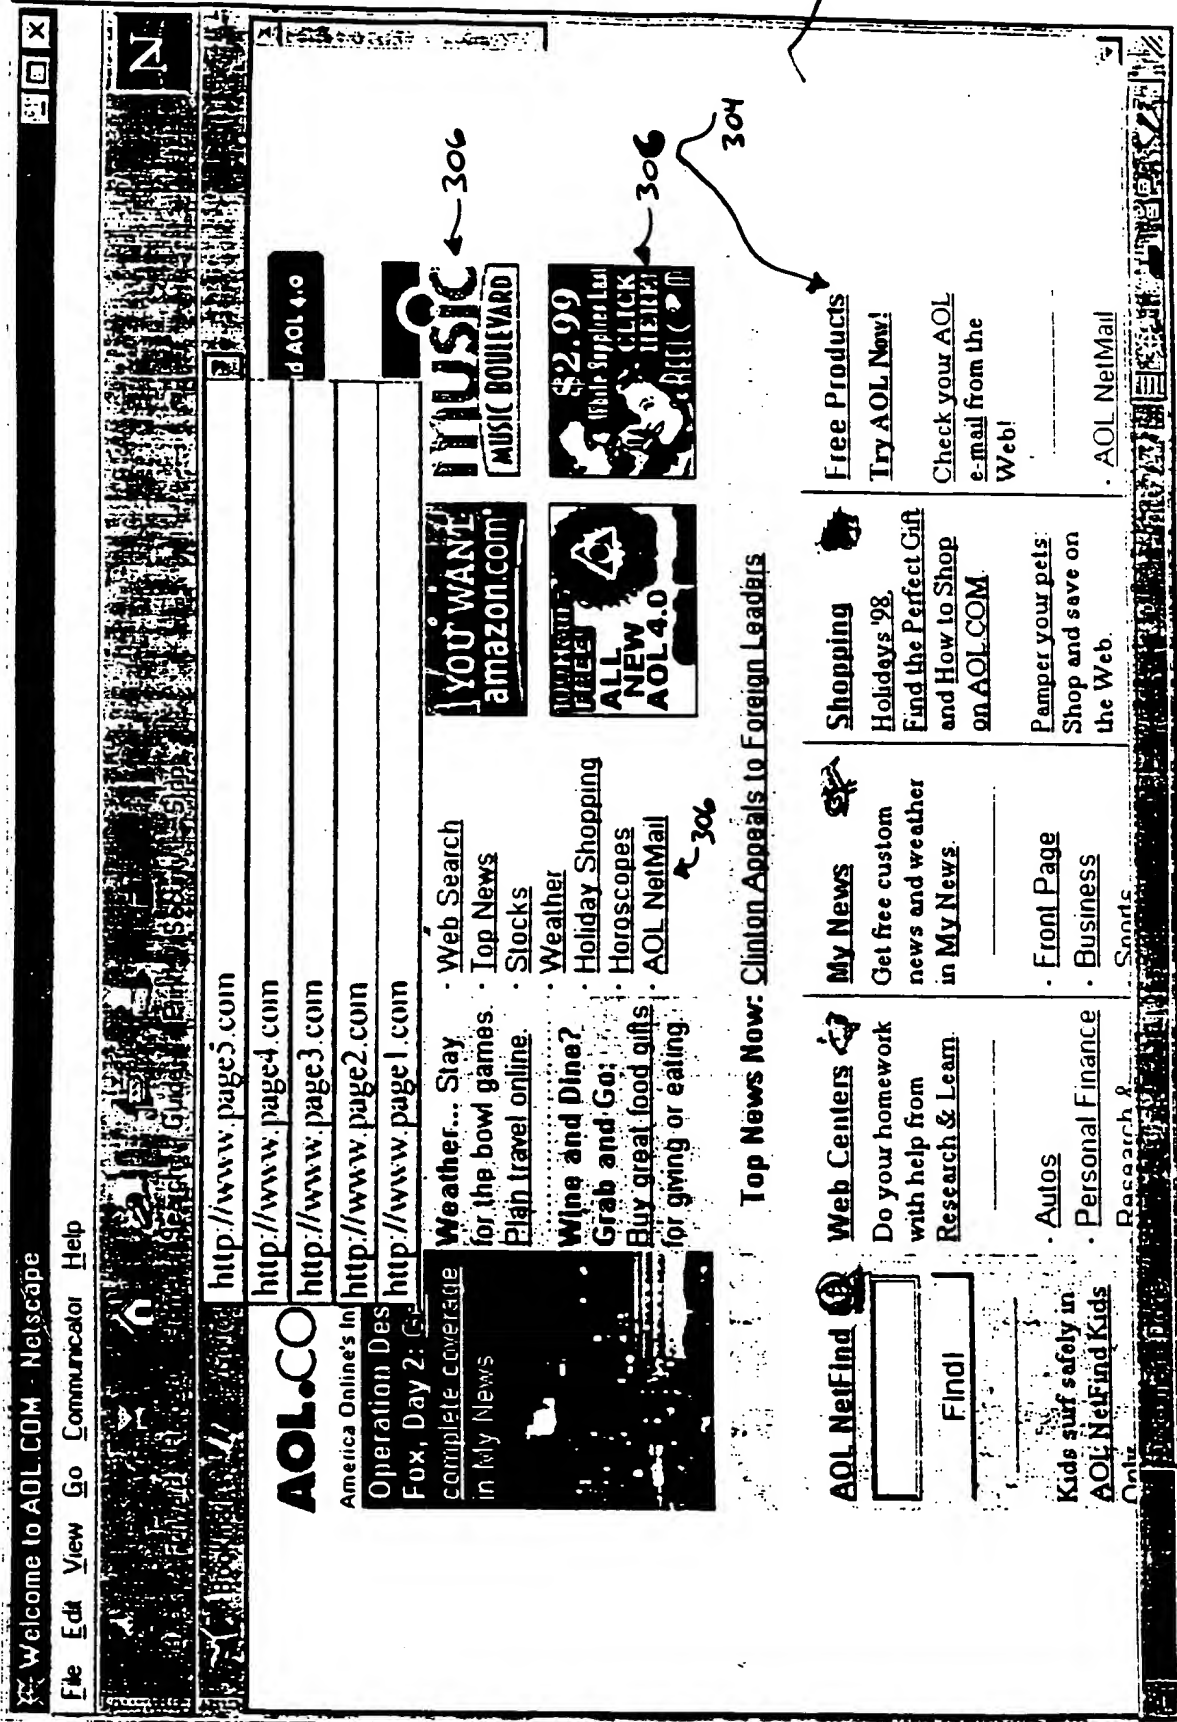 Welcome to AOL.COM - Netscape
File Edit View Go Communicator Help
N
http://www.page5.com
http://www.page4.com
http://www.page3.com
http://www.page2.com
http://www.page1.com
AOL.CO
d AOL 4.0
America Online's In
Operation Des
Fox, Day 2:
complete coverage
in My News
Weather... Stay
for the bowl games.
Plan travel online.
Wine and Dine?
Grab and Go:
Buy great food gifts
for giving or eating.
· Web Search
· Top News
· Stocks
· Weather
· Holiday Shopping
· Horoscopes
· AOL NetMail
306
YOU WANT
amazon.com
music
MUSIC BOULEVARD
306
ALL
NEW
AOL 4.0
$2.99
While Supplies Last
CLICK
HERE!
REEL
306
304
Top News Now: Clinton Appeals to Foreign Leaders
AOL NetFind
Find!
Kids surf safely in
AOL NetFind Kids
Only
Web Centers
Do your homework
with help from
Research & Learn
· Autos
· Personal Finance
Research &
My News
Get free custom
news and weather
in My News.
· Front Page
· Business
Sports
Shopping
Holidays '98.
Find the Perfect Gift
and How to Shop
on AOL.COM
Pamper your pets:
Shop and save on
the Web.
Free Products
Try AOL Now!
Check your AOL
e-mail from the
Web!
· AOL NetMail